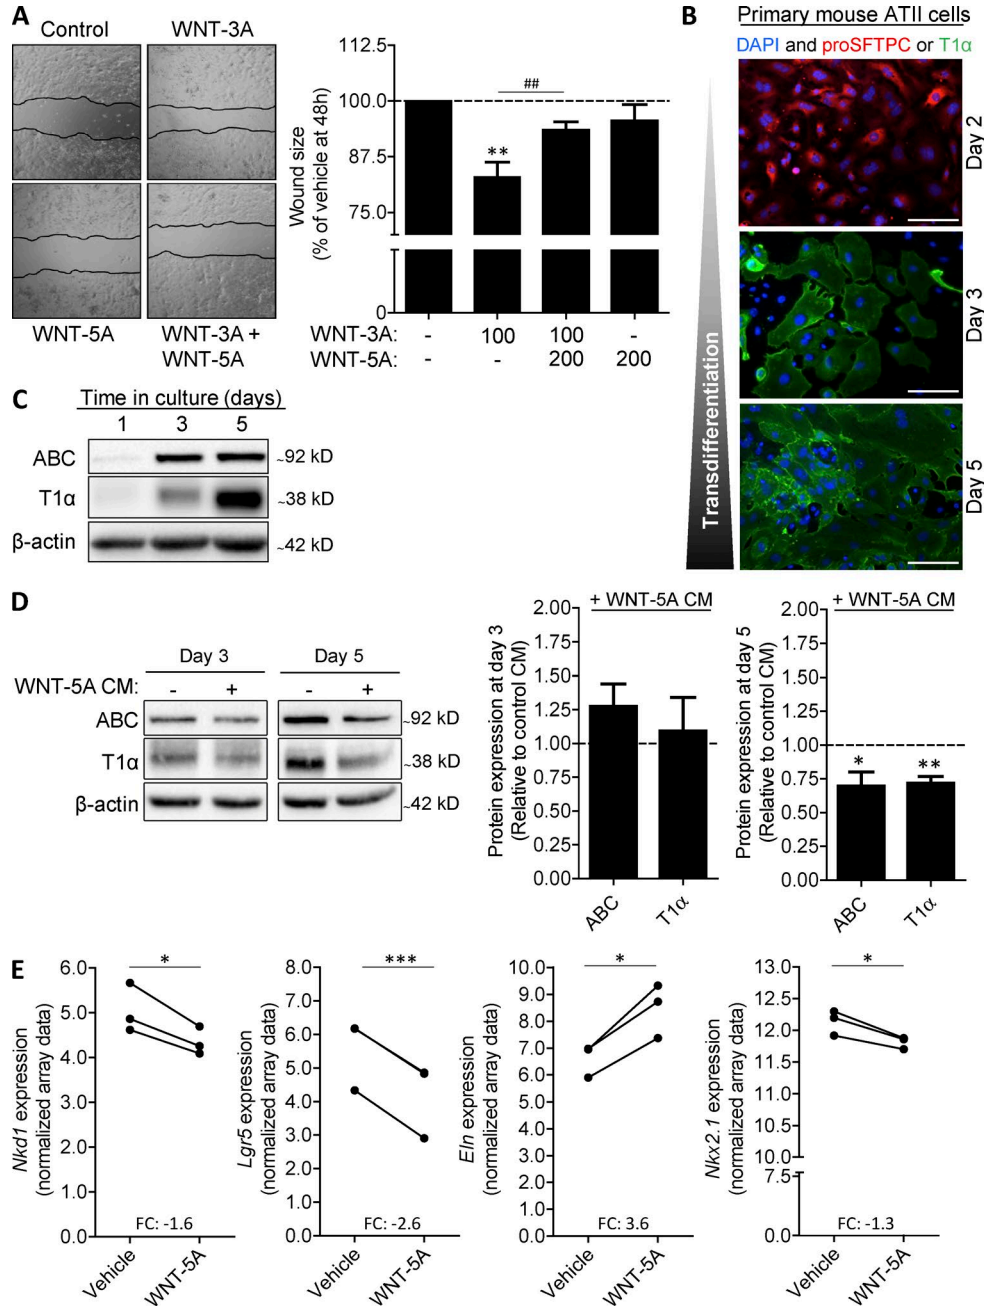 A
Control
WNT-3A
WNT-5A
WNT-3A +
WNT-5A
Wound size
(% of vehicle at 48h)
112.5
100.0
87.5
75.0
0
##
**
WNT-3A: - 100 100 -
WNT-5A: - - 200 200
B
Primary mouse ATII cells
DAPI and proSFTPC or T1α
Day 2
Day 3
Day 5
Transdifferentiation
C
Time in culture (days)
1 3 5
ABC ~92 kD
T1α ~38 kD
β-actin ~42 kD
D
Day 3 Day 5
WNT-5A CM: - + - +
ABC ~92 kD
T1α ~38 kD
β-actin ~42 kD
Protein expression at day 3
(Relative to control CM)
+ WNT-5A CM
2.00
1.75
1.50
1.25
1.00
0.75
0.50
0.25
0.00
ABC
T1α
Protein expression at day 5
(Relative to control CM)
+ WNT-5A CM
2.00
1.75
1.50
1.25
1.00
0.75
0.50
0.25
0.00
*
**
ABC
T1α
E
Nkd1 expression
(normalized array data)
6.0
5.0
4.0
3.0
2.0
1.0
0.0
*
FC: -1.6
Vehicle
WNT-5A
Lgr5 expression
(normalized array data)
8.0
7.0
6.0
5.0
4.0
3.0
2.0
1.0
0.0
***
FC: -2.6
Vehicle
WNT-5A
Eln expression
(normalized array data)
10.0
9.0
8.0
7.0
6.0
5.0
4.0
3.0
2.0
1.0
0.0
*
FC: 3.6
Vehicle
WNT-5A
Nkx2.1 expression
(normalized array data)
13.0
12.5
12.0
11.5
11.0
10.5
10.0
7.5
0.0
*
FC: -1.3
Vehicle
WNT-5A